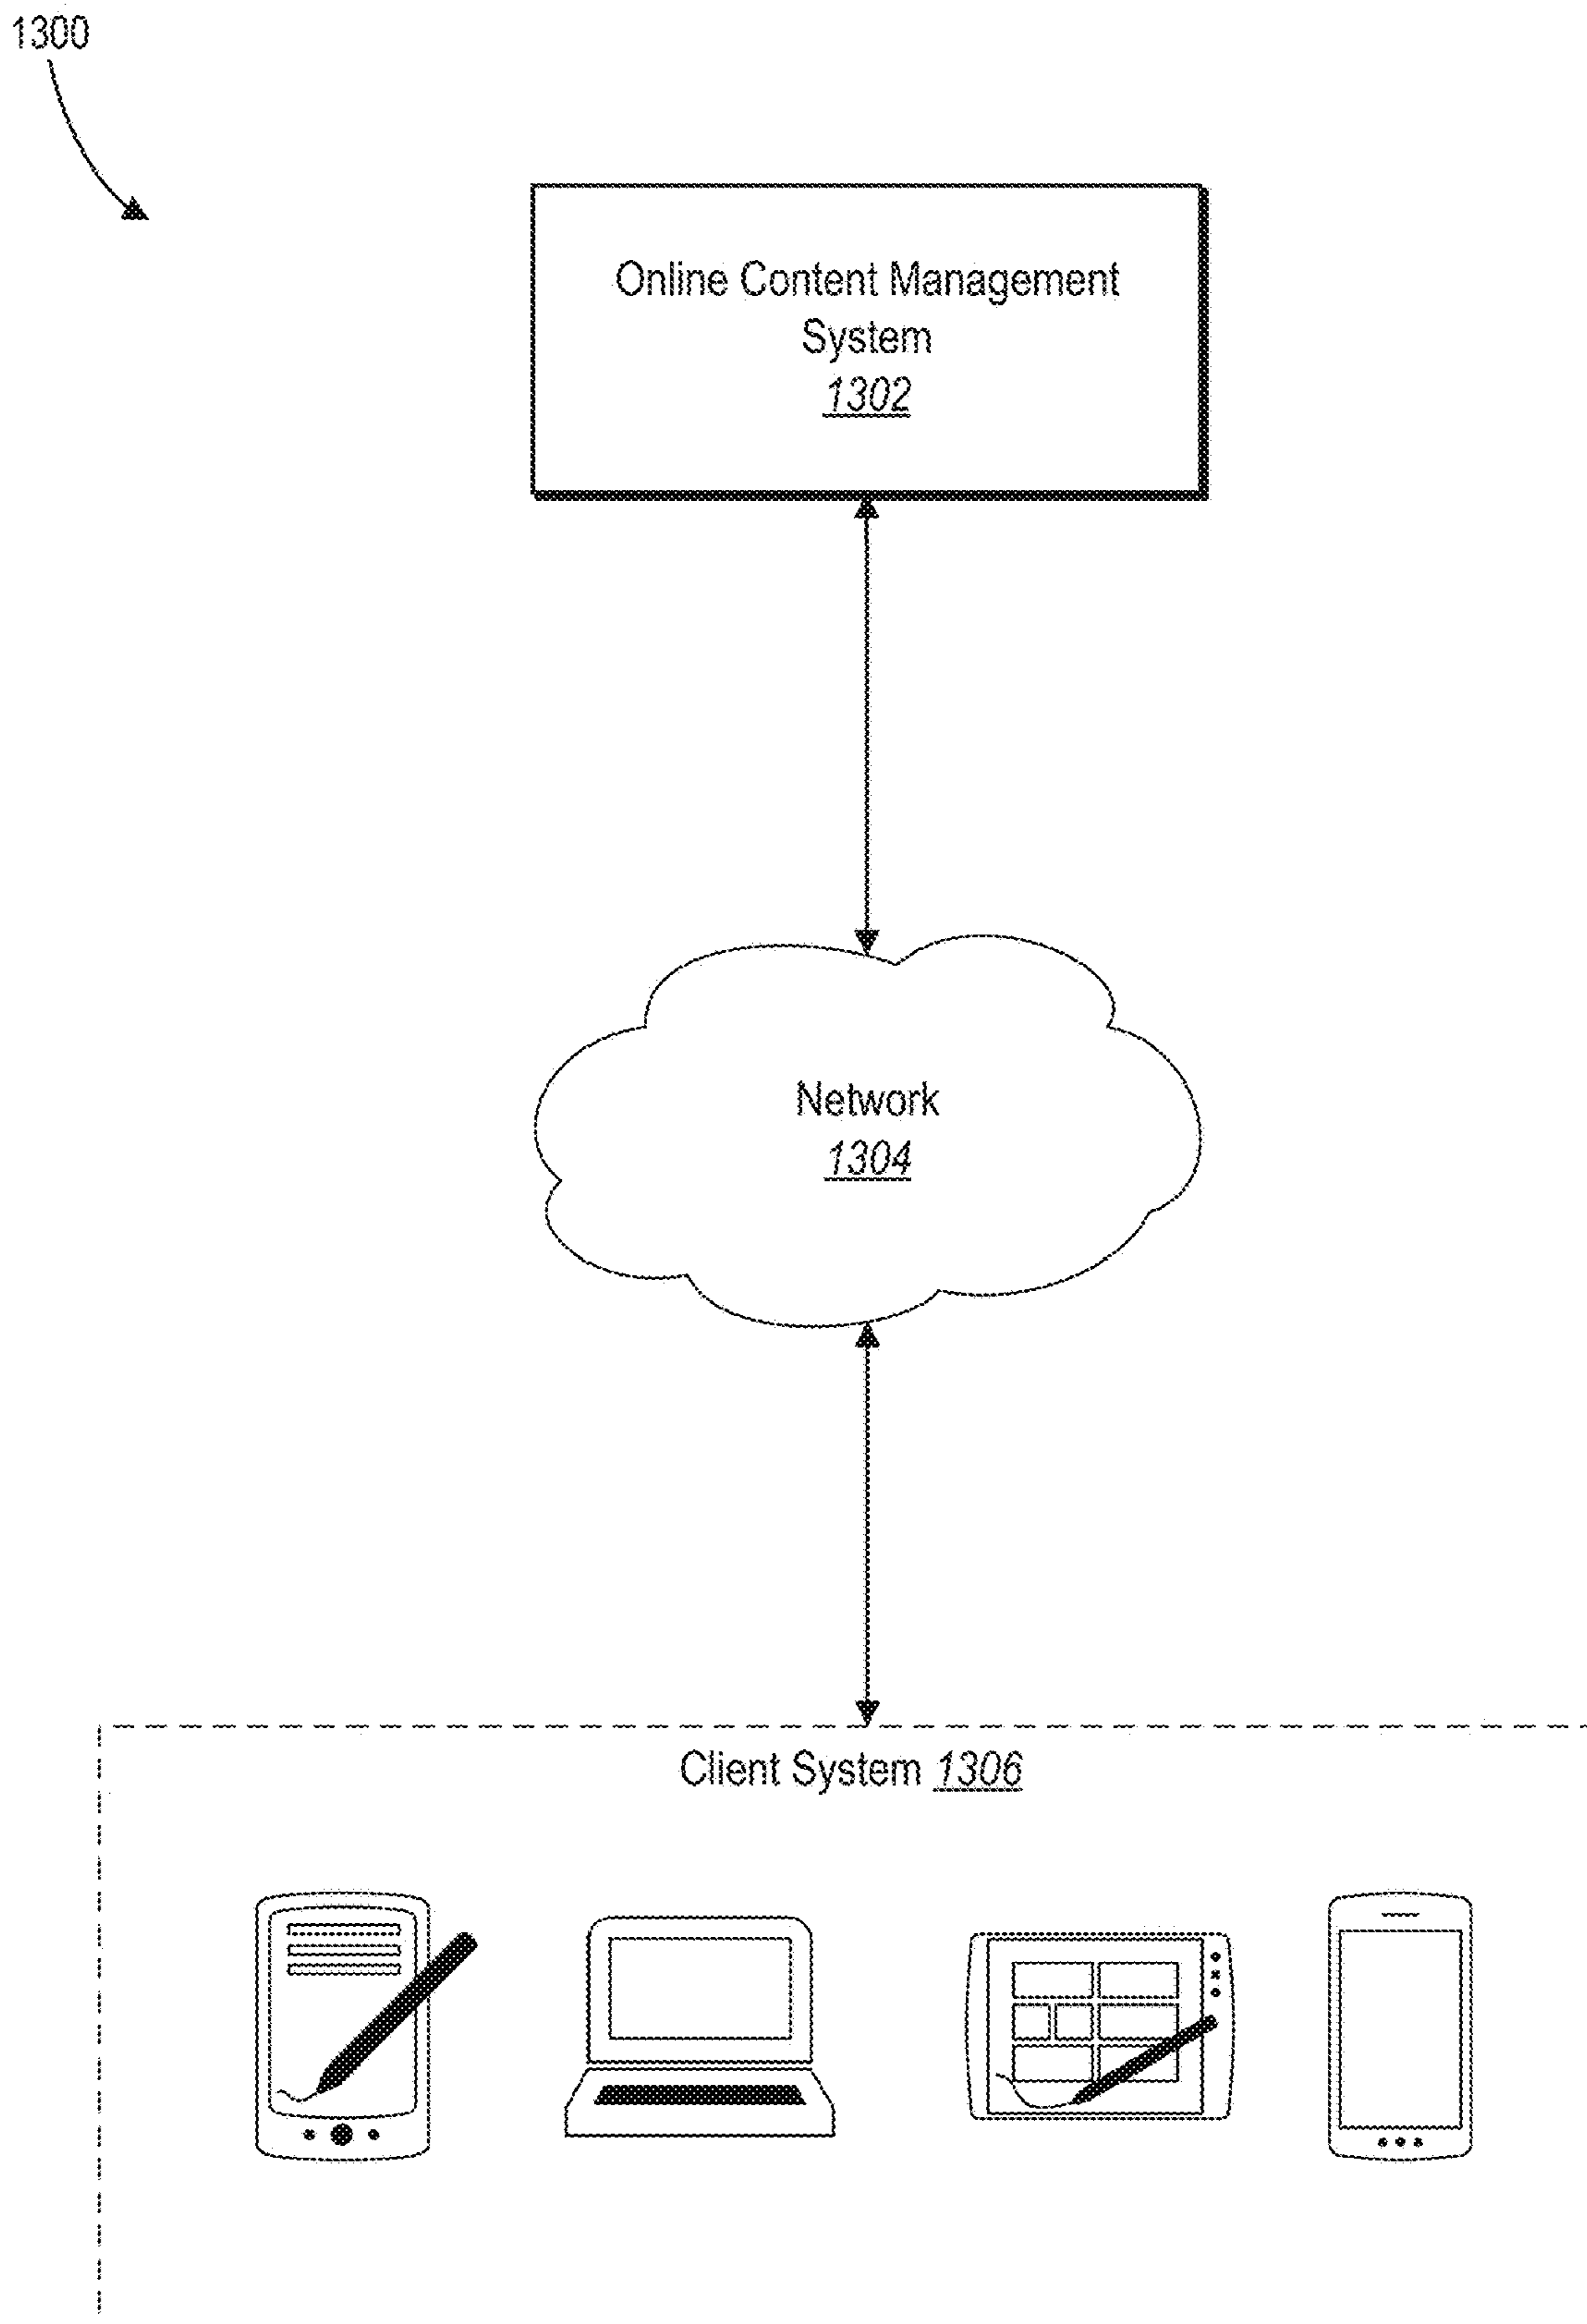 1300
Online Content Management
System
1302
Network
1304
Client System 1306